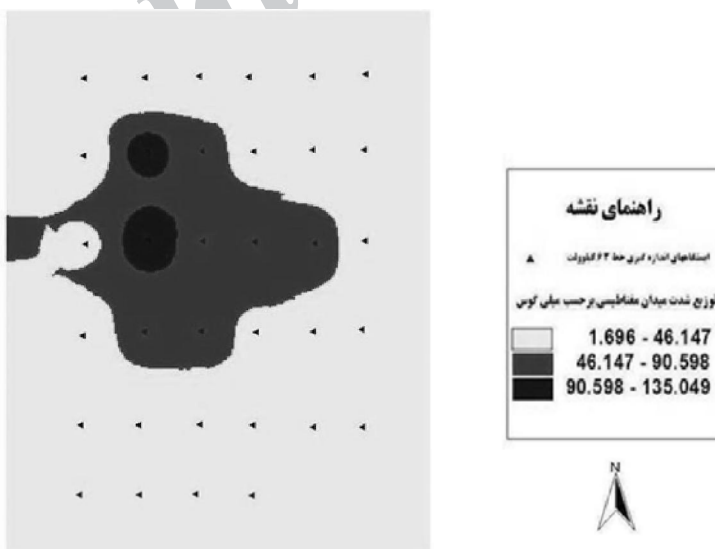 راهنمای نقشه
ایستگاههای اندازه گیری خط ۶۳ کیلوولت
توزیع شدت میدان مغناطیسی برحسب میلی گوس
1.696 - 46.147
46.147 - 90.598
90.598 - 135.049
N